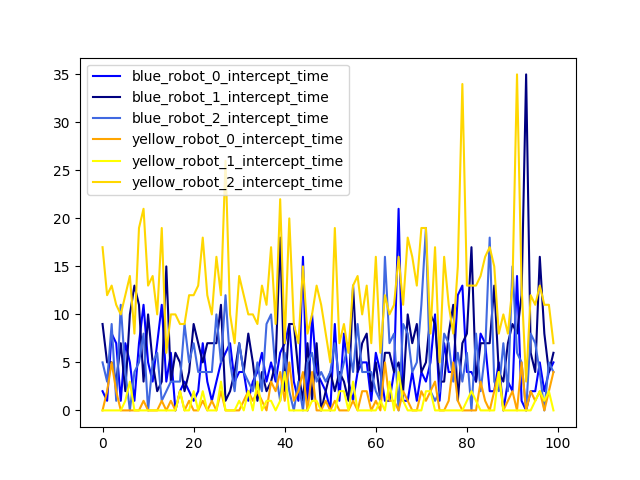 35
30
25
20
15
10
5
0
blue_robot_0_intercept_time
blue_robot_1_intercept_time
blue_robot_2_intercept_time
yellow_robot_0_intercept_time
yellow_robot_1_intercept_time
yellow_robot_2_intercept_time
0 20 40 60 80 100